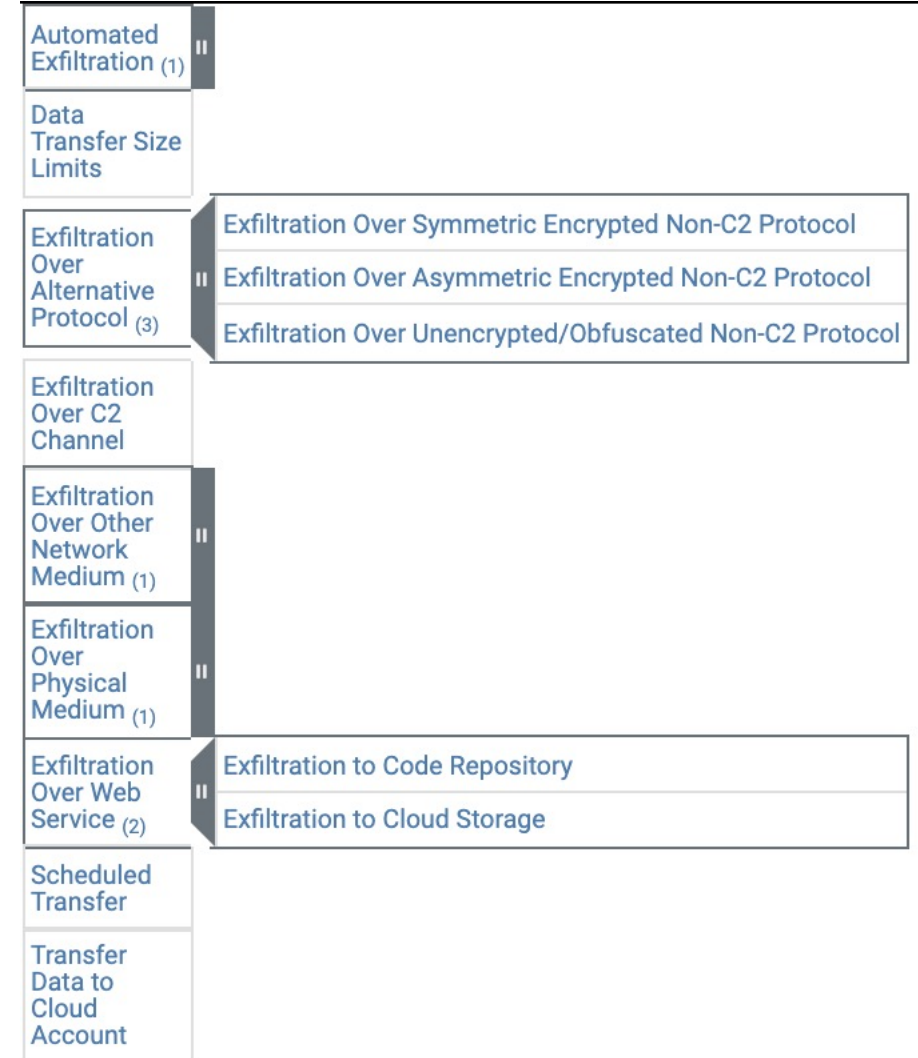 Automated
Exfiltration (1)
Data
Transfer Size
Limits
Exfiltration
Over
Alternative
Protocol (3)
Exfiltration Over Symmetric Encrypted Non-C2 Protocol
Exfiltration Over Asymmetric Encrypted Non-C2 Protocol
Exfiltration Over Unencrypted/Obfuscated Non-C2 Protocol
Exfiltration
Over C2
Channel
Exfiltration
Over Other
Network
Medium (1)
Exfiltration
Over
Physical
Medium (1)
Exfiltration
Over Web
Service (2)
Exfiltration to Code Repository
Exfiltration to Cloud Storage
Scheduled
Transfer
Transfer
Data to
Cloud
Account